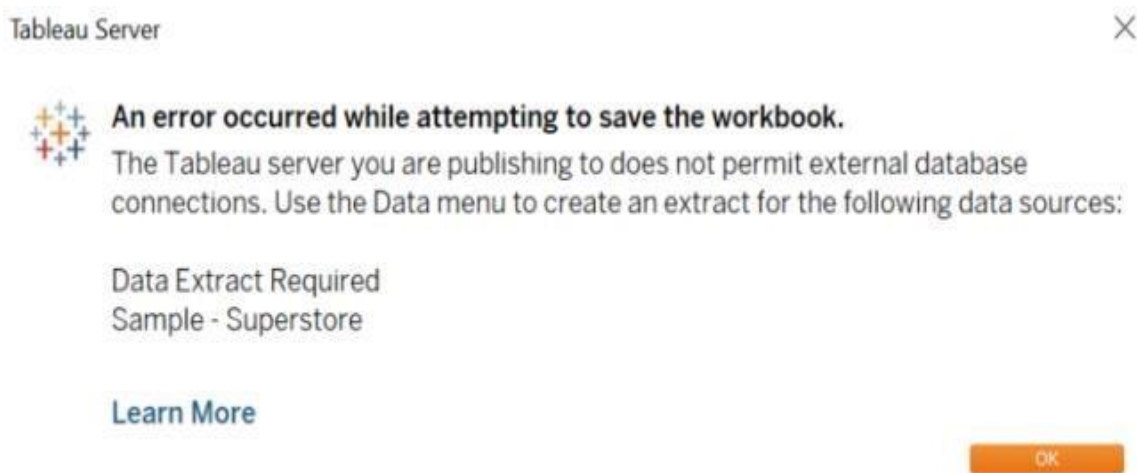 Tableau Server
An error occurred while attempting to save the workbook.
The Tableau server you are publishing to does not permit external database
connections. Use the Data menu to create an extract for the following data sources:
Data Extract Required
Sample - Superstore
Learn More
OK